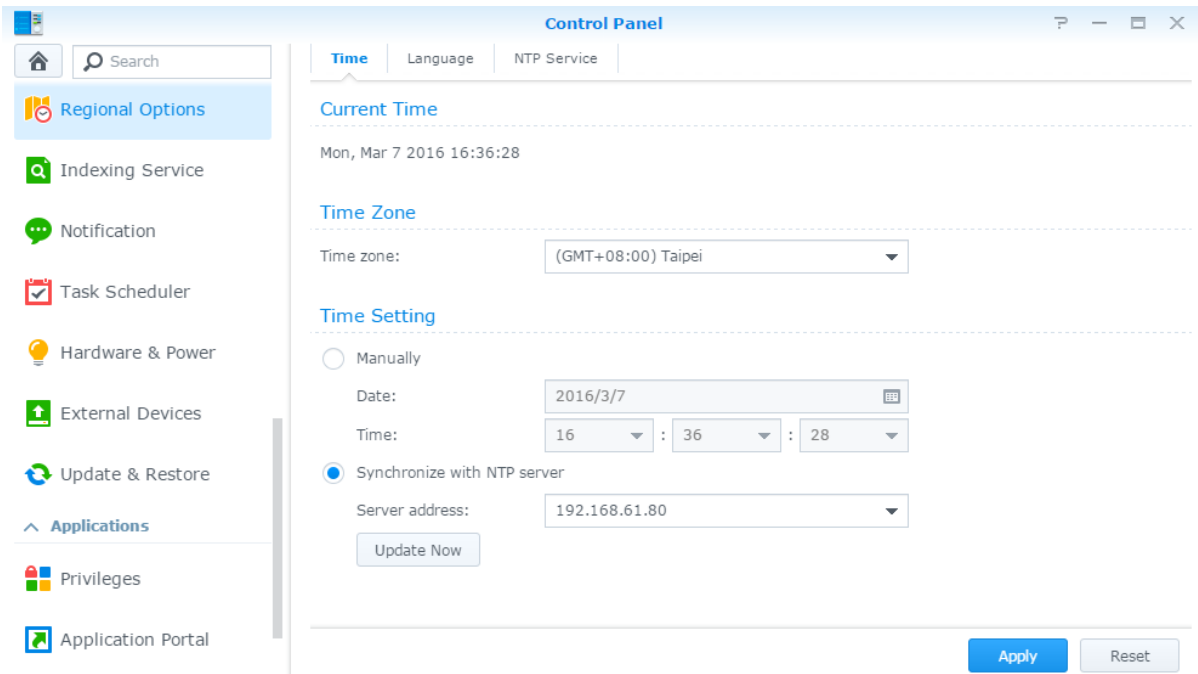 Control Panel
Search
Regional Options
Indexing Service
Notification
Task Scheduler
Hardware & Power
External Devices
Update & Restore
Applications
Privileges
Application Portal
Time Language NTP Service
Current Time
Mon, Mar 7 2016 16:36:28
Time Zone
Time zone: (GMT+08:00) Taipei
Time Setting
Manually
Date: 2016/3/7
Time: 16 : 36 : 28
Synchronize with NTP server
Server address: 192.168.61.80
Update Now
Apply Reset